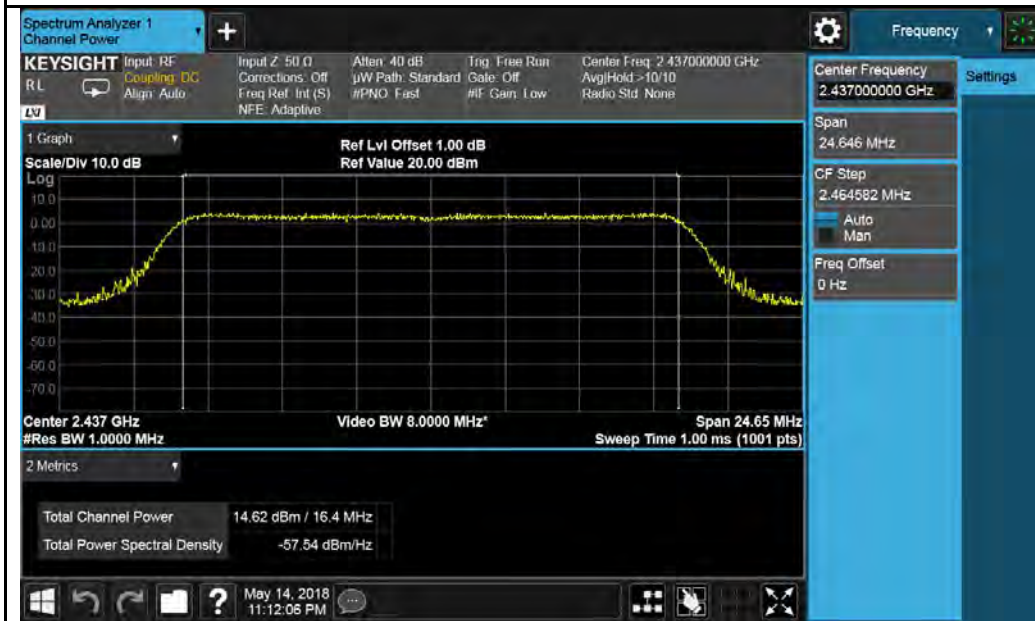 Spectrum Analyzer 1
Channel Power
+
Frequency
KEYSIGHT Input: RF Input Z: 50 Ω Atten: 40 dB Trig: Free Run Center Freq: 2.437000000 GHz
RL Coupling: DC Corrections: Off µW Path: Standard Gate: Off Avg|Hold:>10/10
Align: Auto Freq Ref: Int (S) #PNO: Fast #IF Gain: Low Radio Std: None
LXI NFE: Adaptive
Center Frequency
2.437000000 GHz
Settings
Span
24.646 MHz
CF Step
2.464582 MHz
Auto
Man
Freq Offset
0 Hz
1 Graph
Scale/Div 10.0 dB
Ref Lvl Offset 1.00 dB
Ref Value 20.00 dBm
Log
10.0
0.00
-10.0
-20.0
-30.0
-40.0
-50.0
-60.0
-70.0
Center 2.437 GHz Video BW 8.0000 MHz* Span 24.65 MHz
#Res BW 1.0000 MHz Sweep Time 1.00 ms (1001 pts)
2 Metrics
Total Channel Power 14.62 dBm / 16.4 MHz
Total Power Spectral Density -57.54 dBm/Hz
? May 14, 2018
11:12:06 PM